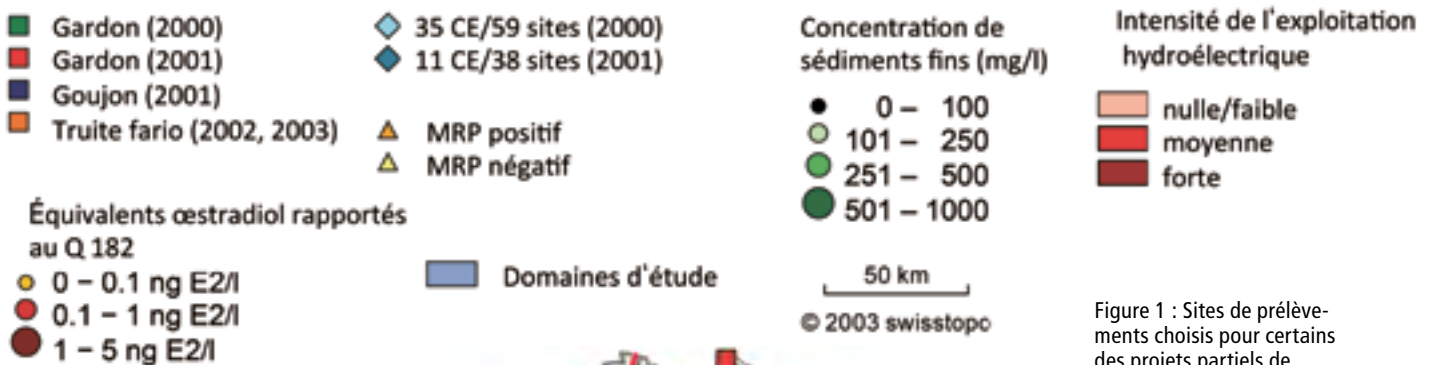 Gardon (2000)
Gardon (2001)
Goujon (2001)
Truite fario (2002, 2003)
Équivalents œstradiol rapportés
au Q 182
0 – 0.1 ng E2/l
0.1 – 1 ng E2/l
1 – 5 ng E2/l
35 CE/59 sites (2000)
11 CE/38 sites (2001)
MRP positif
MRP négatif
Domaines d'étude
Concentration de
sédiments fins (mg/l)
0 – 100
101 – 250
251 – 500
501 – 1000
50 km
© 2003 swisstopo
Intensité de l'exploitation
hydroélectrique
nulle/faible
moyenne
forte
Figure 1 : Sites de prélève-
ments choisis pour certains
des projets partiels de